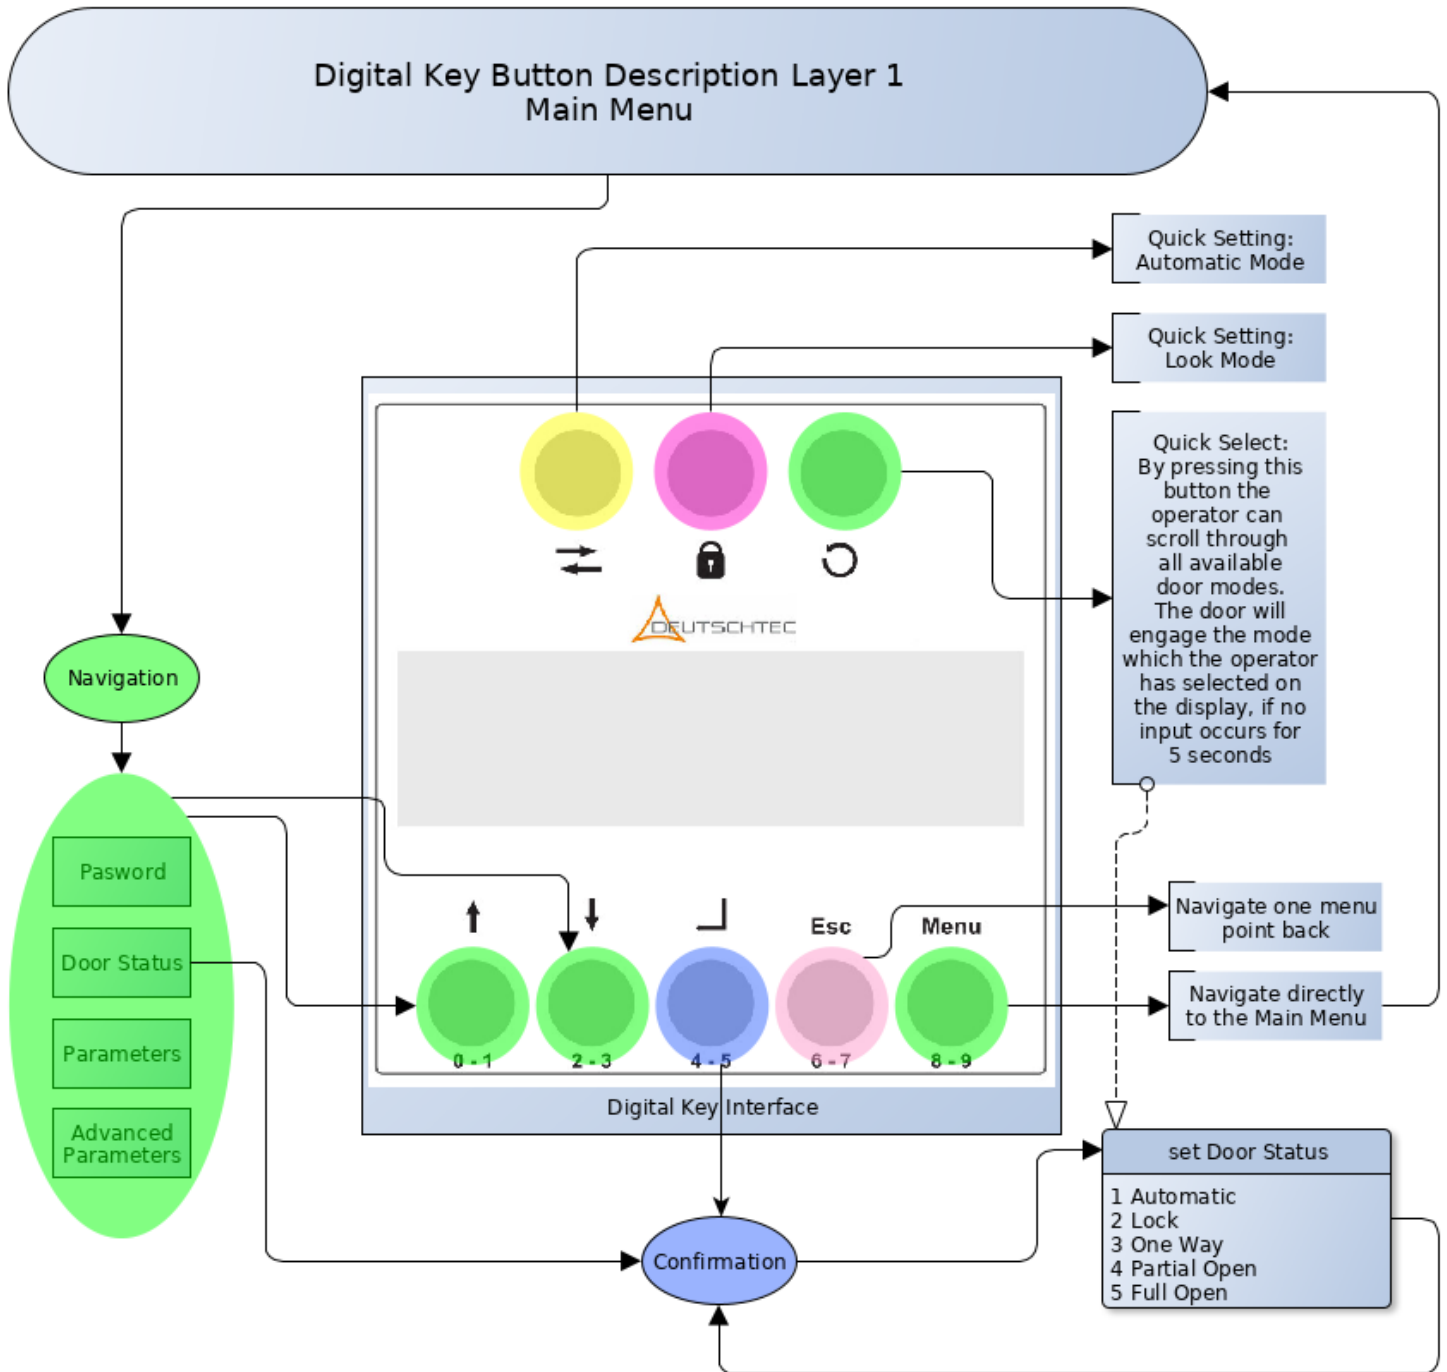 Digital Key Button Description Layer 1
Main Menu
Quick Setting:
Automatic Mode
Quick Setting:
Look Mode
Quick Select:
By pressing this
button the
operator can
scroll through
all available
door modes.
The door will
engage the mode
which the operator
has selected on
the display, if no
input occurs for
5 seconds
DEUTSCHTEC
Navigation
Pasword
Door Status
Parameters
Advanced
Parameters
Esc
Menu
0 - 1
2 - 3
4 - 5
6 - 7
8 - 9
Digital Key Interface
Navigate one menu
point back
Navigate directly
to the Main Menu
Confirmation
set Door Status
1 Automatic
2 Lock
3 One Way
4 Partial Open
5 Full Open